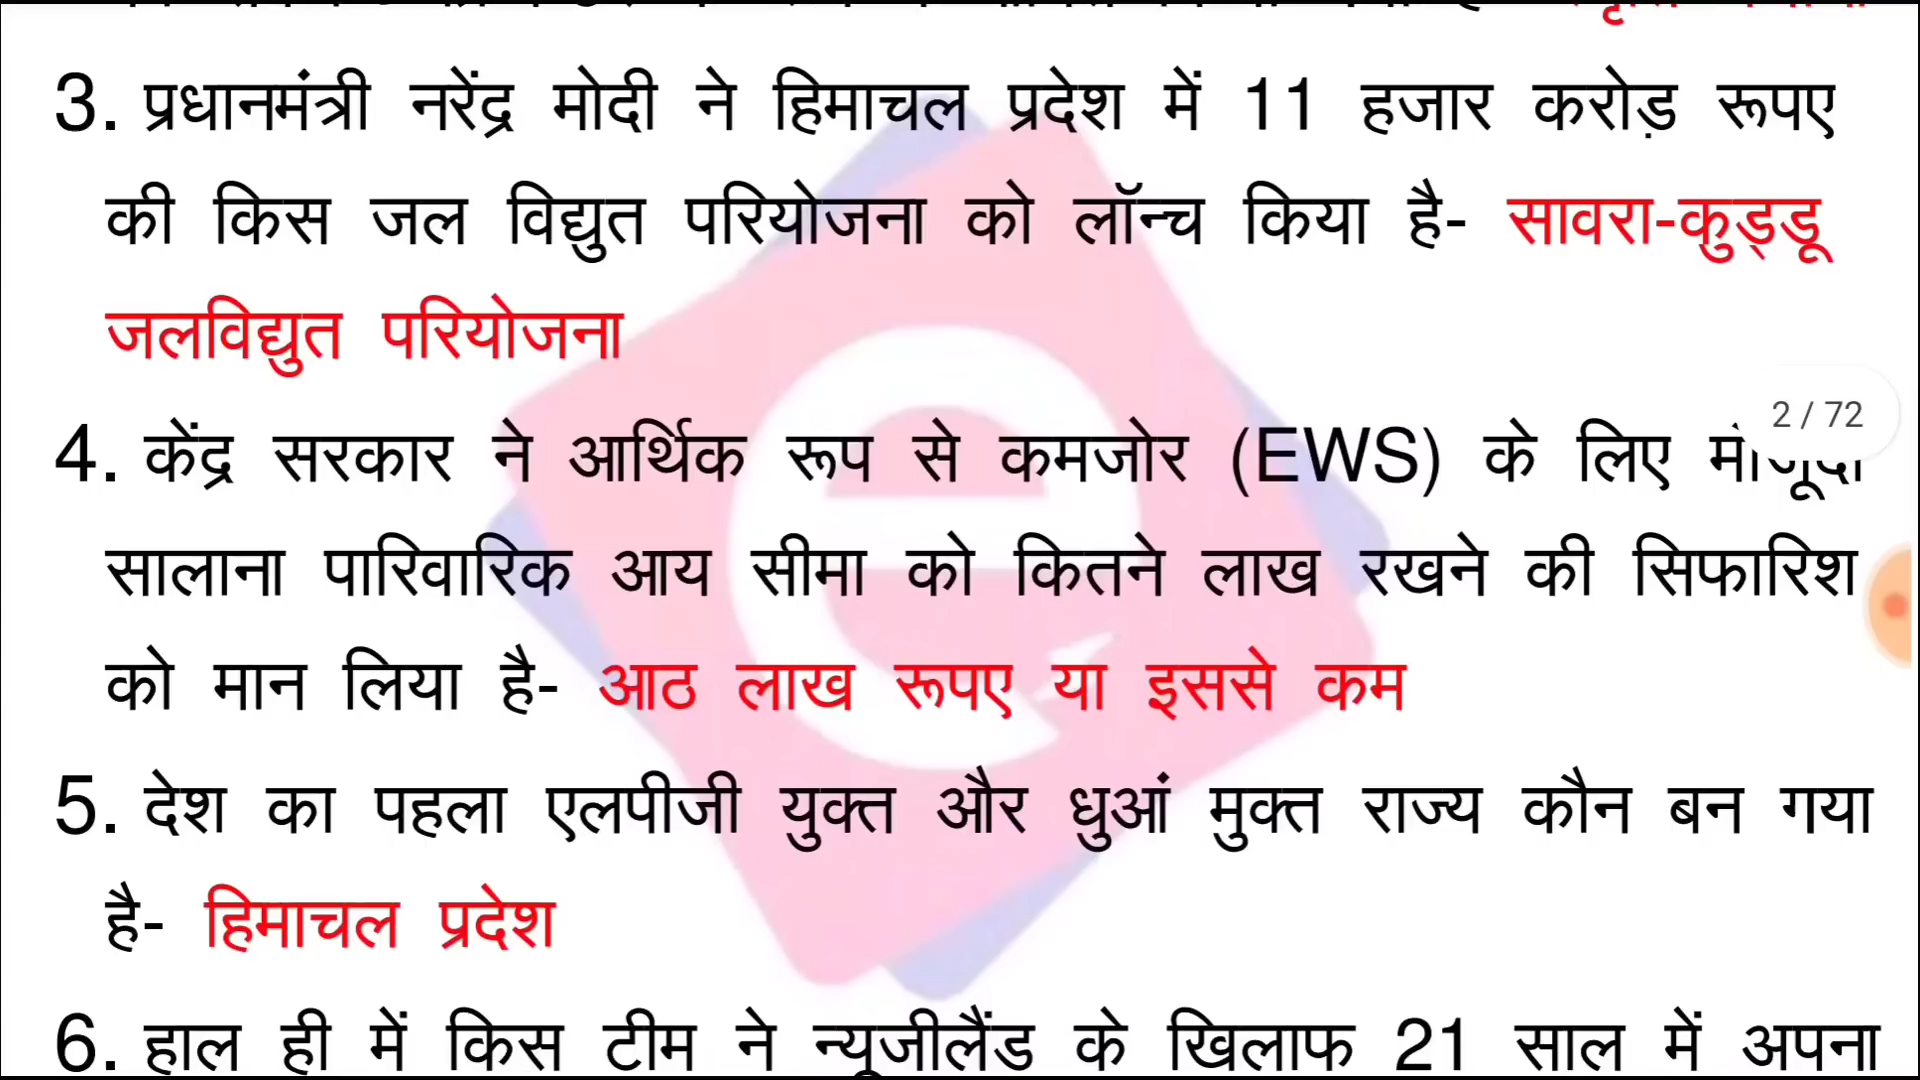 3. प्रधानमंत्री नरेंद्र मोदी ने हिमाचल प्रदेश में 11 हजार करोड़ रूपए
की किस जल विद्युत परियोजना को लॉन्च किया है- सावरा-कुड्डू
जलविद्युत परियोजना
2 / 72
4. केंद्र सरकार ने आर्थिक रूप से कमजोर (EWS) के लिए मौजूदा
सालाना पारिवारिक आय सीमा को कितने लाख रखने की सिफारिश
को मान लिया है- आठ लाख रूपए या इससे कम
5. देश का पहला एलपीजी युक्त और धुआं मुक्त राज्य कौन बन गया
है- हिमाचल प्रदेश
6. हाल ही में किस टीम ने न्यूजीलैंड के खिलाफ 21 साल में अपना